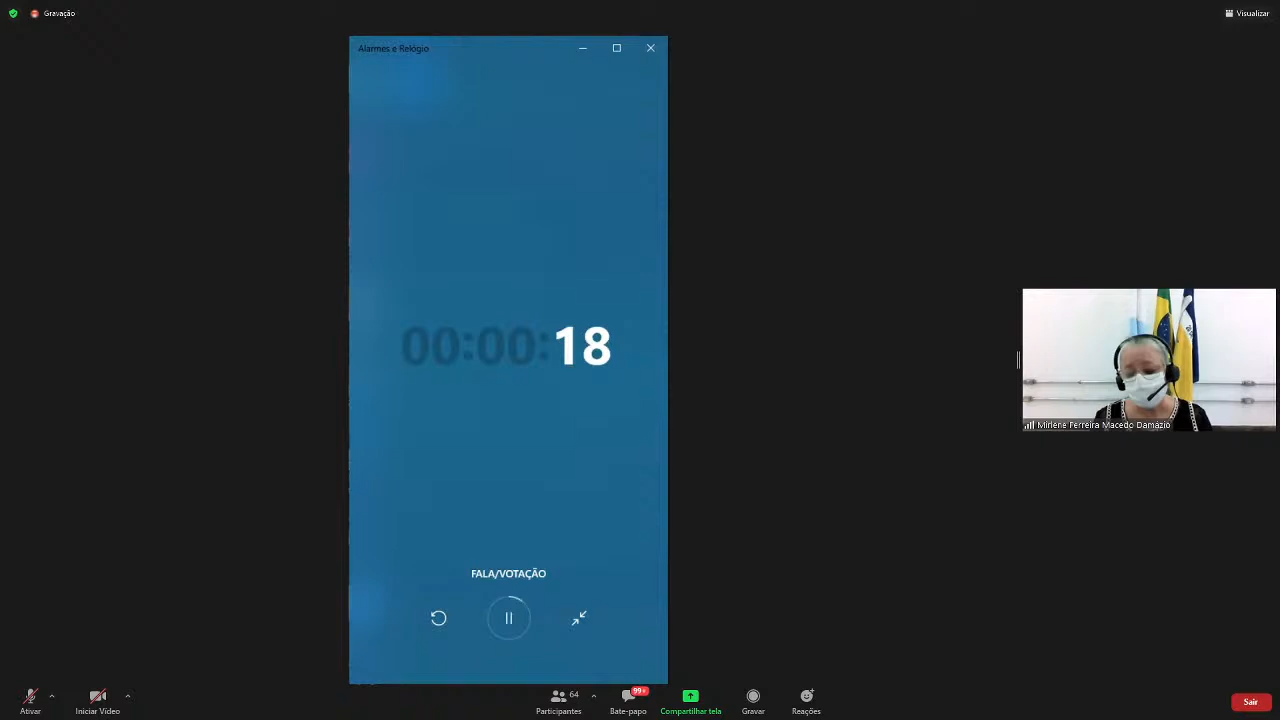 Gravação
Visualizar
Alarmes e Relógio
00:00:18
FALA/VOTAÇÃO
Mirlene Ferreira Macedo Damazio
Ativar
Iniciar Vídeo
64
Participantes
99+
Bate-papo
Compartilhar tela
Gravar
Reações
Sair